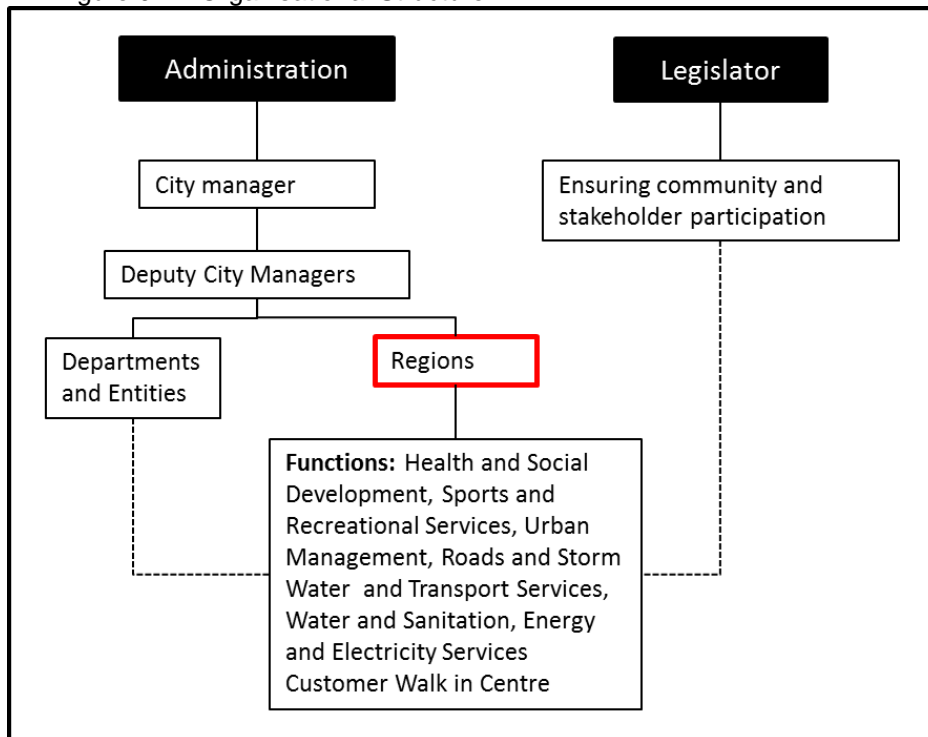 Organisational Structure
Administration
Legislator
City manager
Ensuring community and
stakeholder participation
Deputy City Managers
Departments
and Entities
Regions
Functions: Health and Social
Development, Sports and
Recreational Services, Urban
Management, Roads and Storm
Water and Transport Services,
Water and Sanitation, Energy
and Electricity Services
Customer Walk in Centre